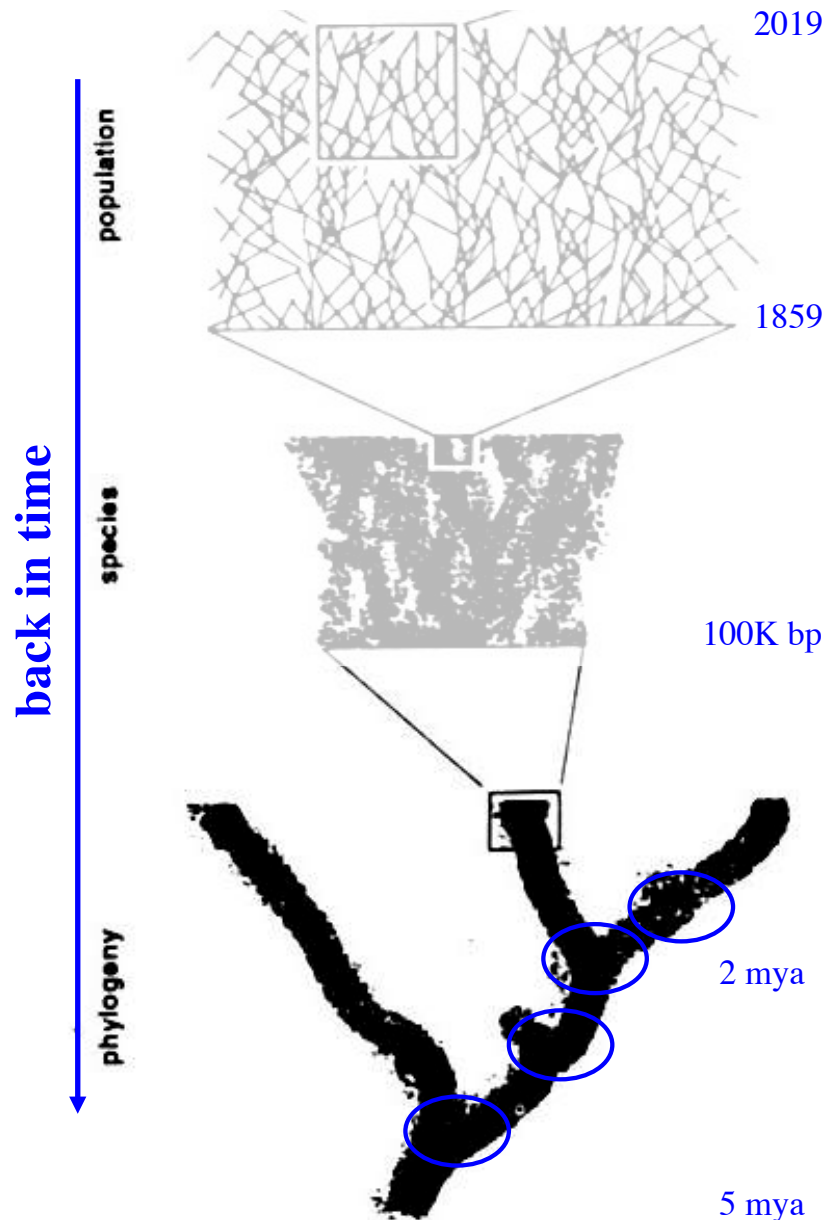 2019
population
1859
back in time
species
100K bp
2 mya
phylogeny
5 mya